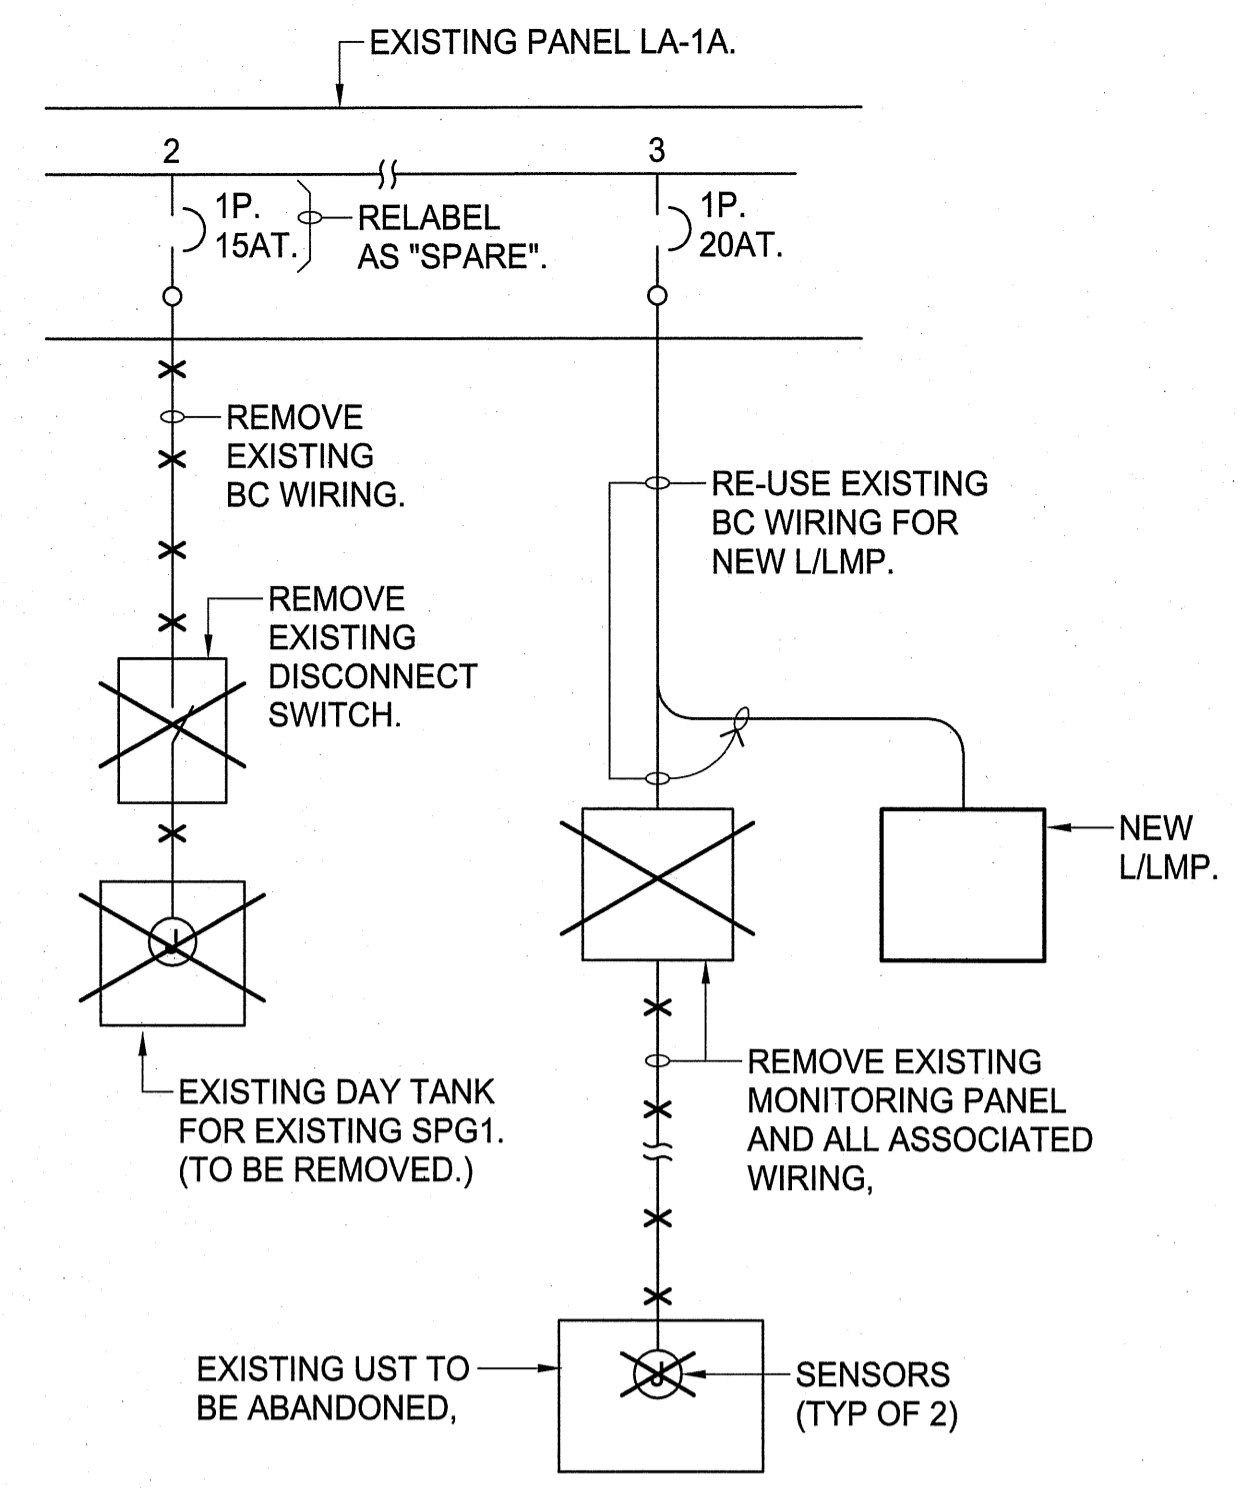 EXISTING PANEL LA-1A.
2
3
1P.
15AT.
RELABEL
AS "SPARE".
1P.
20AT.
REMOVE
EXISTING
BC WIRING.
RE-USE EXISTING
BC WIRING FOR
NEW L/LMP.
REMOVE
EXISTING
DISCONNECT
SWITCH.
NEW
L/LMP.
J
EXISTING DAY TANK
FOR EXISTING SPG1.
(TO BE REMOVED.)
REMOVE EXISTING
MONITORING PANEL
AND ALL ASSOCIATED
WIRING,
EXISTING UST TO
BE ABANDONED,
J
SENSORS
(TYP OF 2)